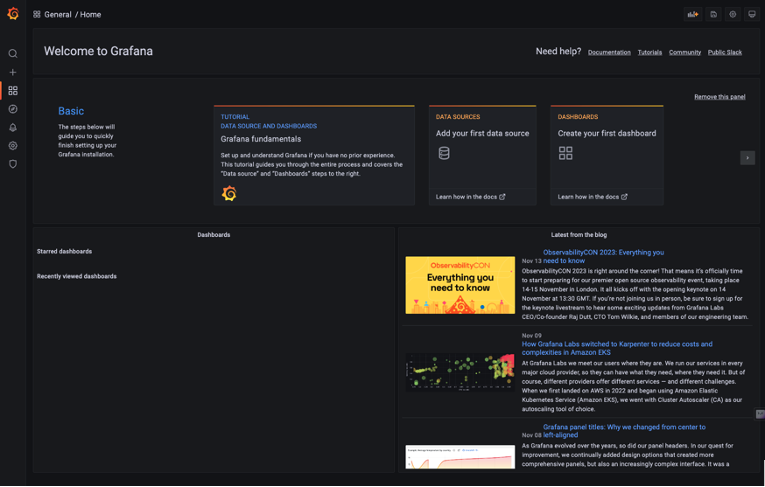 General / Home
Welcome to Grafana
Need help? Documentation Tutorials Community Public Slack
Remove this panel
Basic
The steps below will
guide you to quickly
finish setting up your
Grafana installation.
TUTORIAL
DATA SOURCE AND DASHBOARDS
Grafana fundamentals
Set up and understand Grafana if you have no prior experience.
This tutorial guides you through the entire process and covers the
"Data source" and "Dashboards" steps to the right.
DATA SOURCES
Add your first data source
Learn how in the docs
DASHBOARDS
Create your first dashboard
Learn how in the docs
Dashboards
Starred dashboards
Recently viewed dashboards
Latest from the blog
ObservabilityCON
Everything you
need to know
ObservabilityCON 2023: Everything you
Nov 13 need to know
ObservabilityCON 2023 is right around the corner! That means it's officially time
to start preparing for our premier open source observability event, taking place
14-15 November in London. It all kicks off with the opening keynote on 14
November at 13:30 GMT. If you're not joining us in person, be sure to sign up for
the keynote livestream to hear some exciting updates from Grafana Labs
CEO/Co-founder Raj Dutt, CTO Tom Wilkie, and members of our engineering team.
Nov 09
How Grafana Labs switched to Karpenter to reduce costs and
complexities in Amazon EKS
At Grafana Labs we meet our users where they are. We run our services in every
major cloud provider, so they can have what they need, where they need it. But of
course, different providers offer different services — and different challenges.
When we first landed on AWS in 2022 and began using Amazon Elastic
Kubernetes Service (Amazon EKS), we went with Cluster Autoscaler (CA) as our
autoscaling tool of choice.
Grafana panel titles: Why we changed from center to
Nov 08 left-aligned
As Grafana evolved over the years, so did our panel headers. In our quest for
improvement, we continually added design options that created more
comprehensive panels, but also an increasingly complex interface. It was a